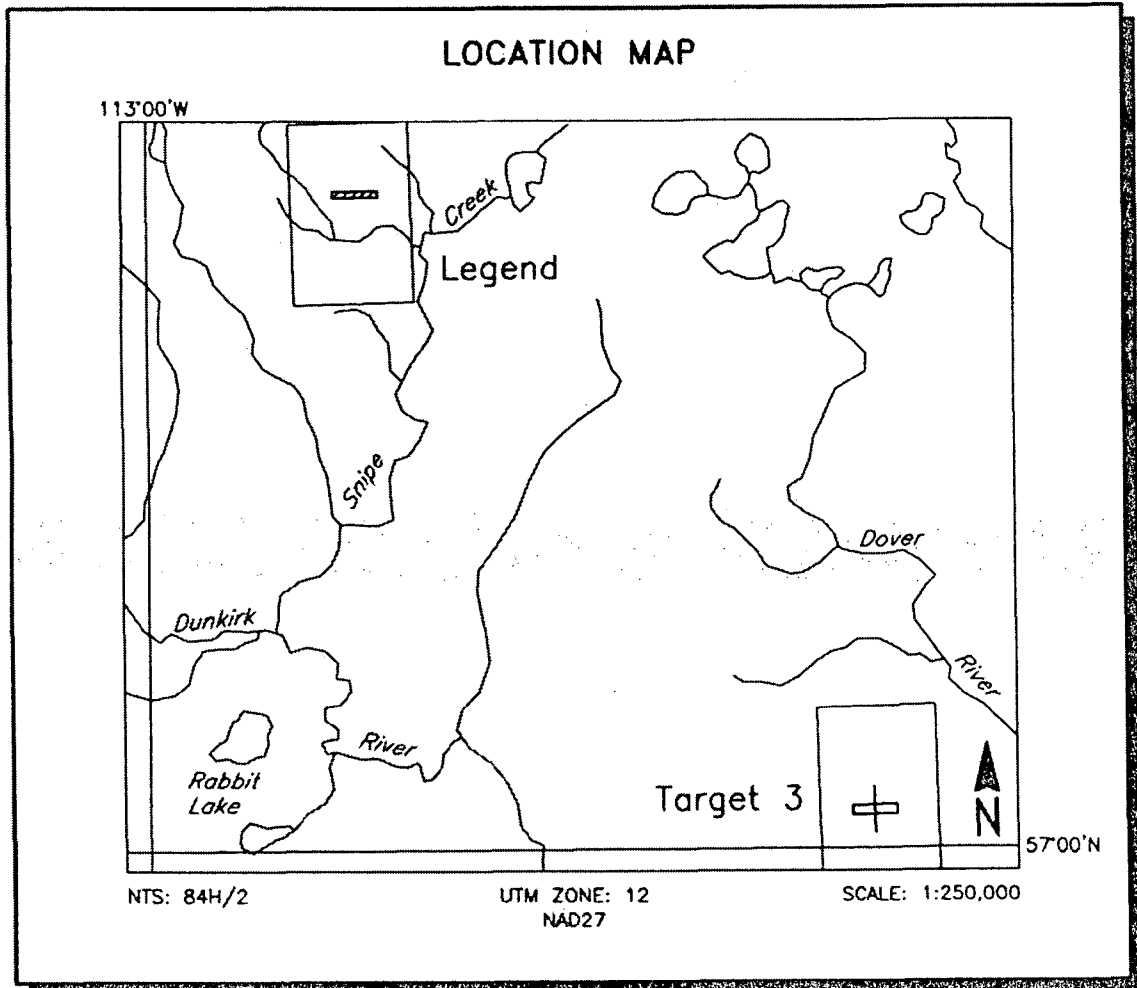 LOCATION MAP
113°00'W
Creek
Legend
Snipe
Dover
Dunkirk
River
River
Rabbit
Lake
Target 3
N
57°00'N
NTS: 84H/2
UTM ZONE: 12
SCALE: 1:250,000
NAD27